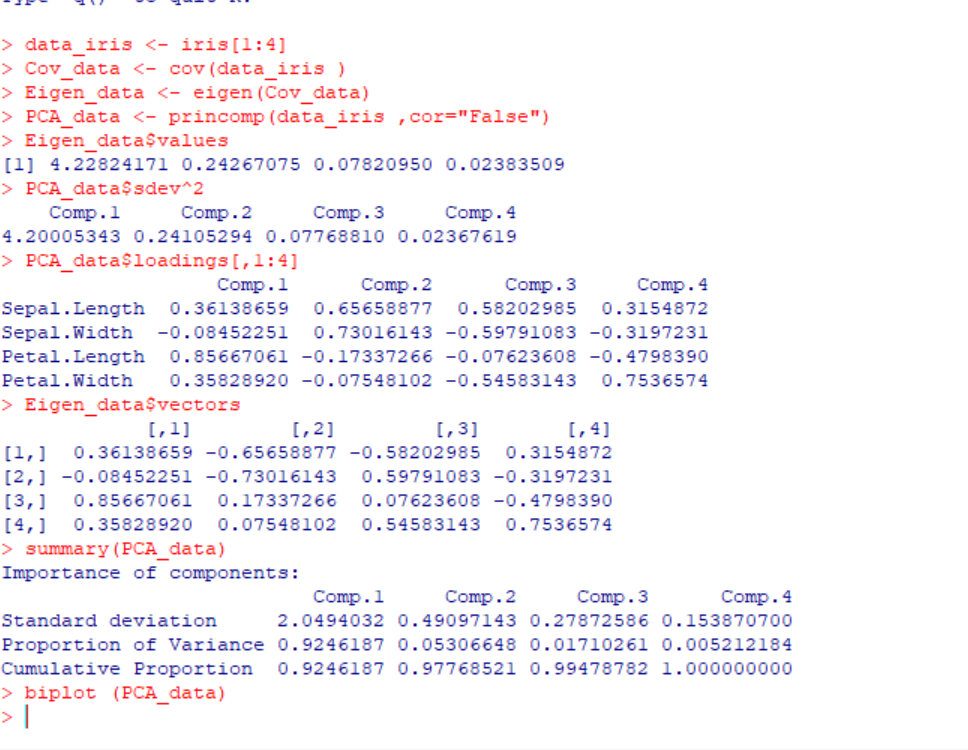 > data_iris <- iris[1:4]
> Cov_data <- cov(data_iris )
> Eigen_data <- eigen(Cov_data)
> PCA_data <- princomp(data_iris ,cor="False")
> Eigen_data$values
[1] 4.22824171 0.24267075 0.07820950 0.02383509
> PCA_data$sdev^2
    Comp.1     Comp.2     Comp.3     Comp.4
4.20005343 0.24105294 0.07768810 0.02367619
> PCA_data$loadings[,1:4]
                  Comp.1      Comp.2      Comp.3     Comp.4
Sepal.Length  0.36138659  0.65658877  0.58202985  0.3154872
Sepal.Width  -0.08452251  0.73016143 -0.59791083 -0.3197231
Petal.Length  0.85667061 -0.17337266 -0.07623608 -0.4798390
Petal.Width   0.35828920 -0.07548102 -0.54583143  0.7536574
> Eigen_data$vectors
            [,1]        [,2]        [,3]       [,4]
[1,]  0.36138659 -0.65658877 -0.58202985  0.3154872
[2,] -0.08452251 -0.73016143  0.59791083 -0.3197231
[3,]  0.85667061  0.17337266  0.07623608 -0.4798390
[4,]  0.35828920  0.07548102  0.54583143  0.7536574
> summary(PCA_data)
Importance of components:
                          Comp.1     Comp.2     Comp.3      Comp.4
Standard deviation     2.0494032 0.49097143 0.27872586 0.153870700
Proportion of Variance 0.9246187 0.05306648 0.01710261 0.005212184
Cumulative Proportion  0.9246187 0.97768521 0.99478782 1.000000000
> biplot (PCA_data)
>